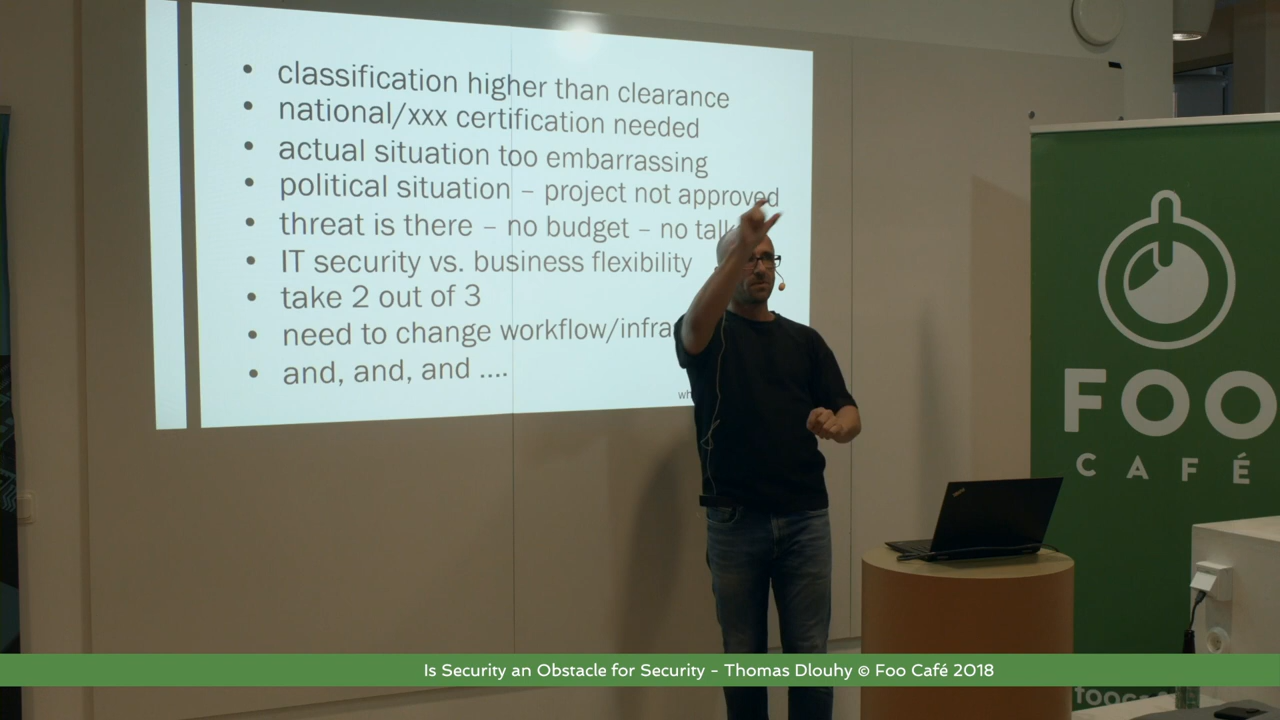 • classification higher than clearance
• national/xxx certification needed
• actual situation too embarrassing
• political situation – project not approved
• threat is there – no budget – no talk
• IT security vs. business flexibility
• take 2 out of 3
• need to change workflow/infra
• and, and, and ....
FOO
CAFÉ
Is Security an Obstacle for Security - Thomas Dlouhy © Foo Café 2018